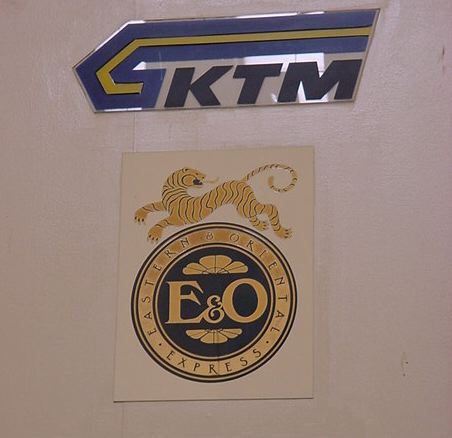 KTM
EASTERN & ORIENTAL
E&O
· EXPRESS ·